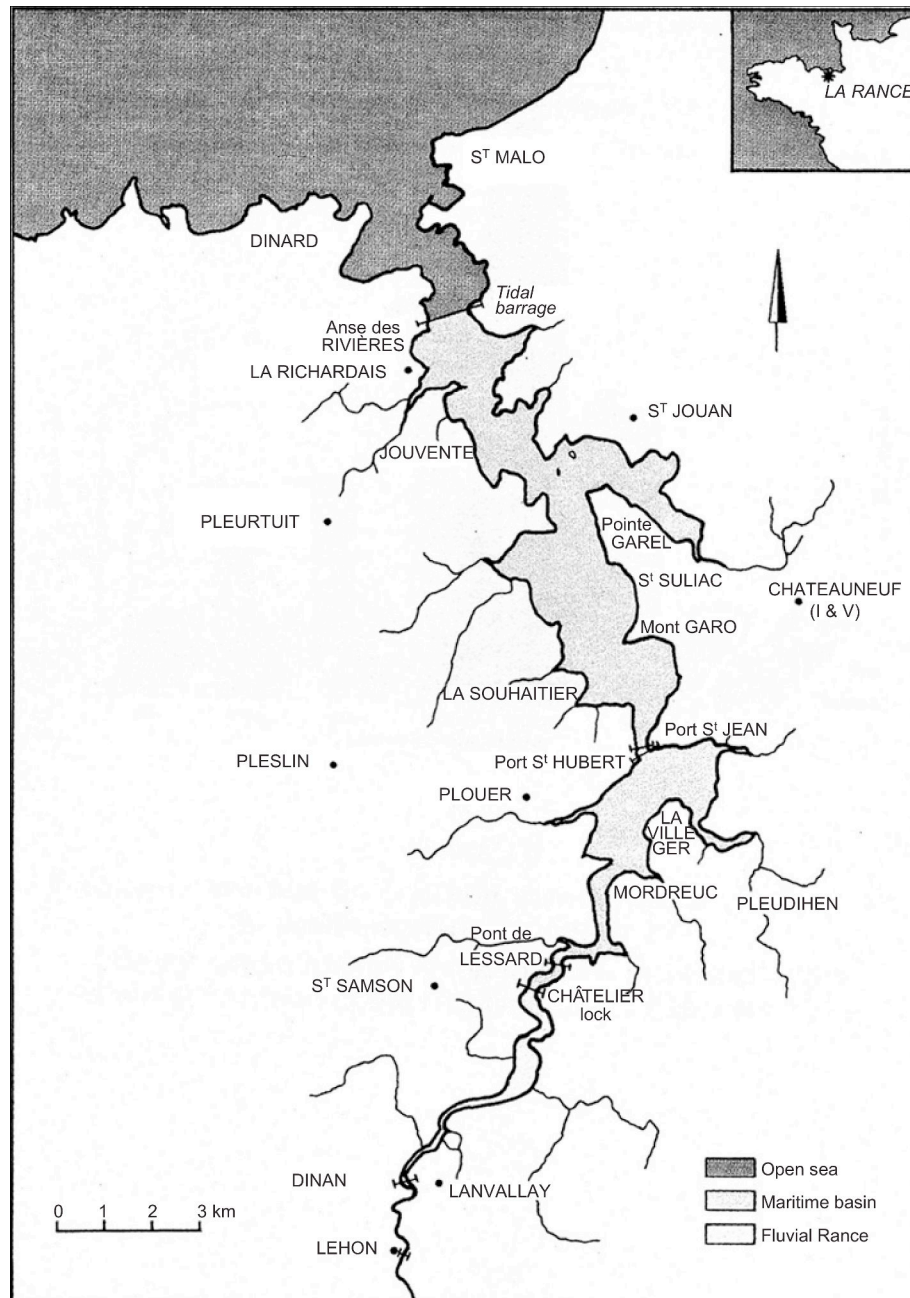 LA RANCE
Sᵀ MALO
DINARD
Tidal
barrage
Anse des
RIVIÈRES
LA RICHARDAIS
Sᵀ JOUAN
JOUVENTE
PLEURTUIT
Pointe
GAREL
Sᵗ SULIAC
CHATEAUNEUF
(I & V)
Mont GARO
LA SOUHAITIER
Port Sᵗ JEAN
Port Sᵗ HUBERT
PLESLIN
PLOUER
LA
VILLE
GER
MORDREUC
PLEUDIHEN
Pont de
LESSARD
Sᵀ SAMSON
CHÂTELIER
lock
DINAN
LANVALLAY
0 1 2 3 km
LEHON
Open sea
Maritime basin
Fluvial Rance